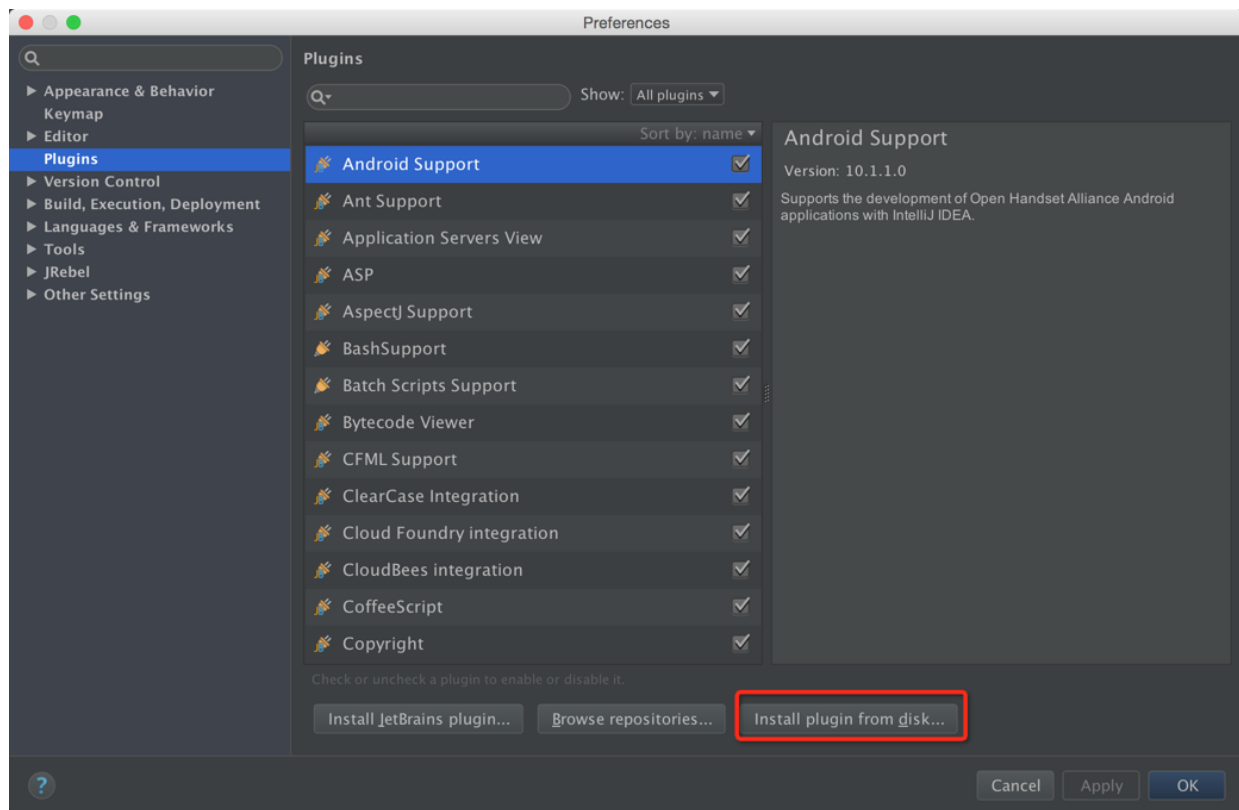 Preferences
Appearance & Behavior
Keymap
Editor
Plugins
Version Control
Build, Execution, Deployment
Languages & Frameworks
Tools
JRebel
Other Settings
Plugins
Show: All plugins
Sort by: name
Android Support
Ant Support
Application Servers View
ASP
AspectJ Support
BashSupport
Batch Scripts Support
Bytecode Viewer
CFML Support
ClearCase Integration
Cloud Foundry integration
CloudBees integration
CoffeeScript
Copyright
Android Support
Version: 10.1.1.0
Supports the development of Open Handset Alliance Android
applications with IntelliJ IDEA.
Check or uncheck a plugin to enable or disable it.
Install JetBrains plugin... Browse repositories... Install plugin from disk...
? Cancel Apply OK